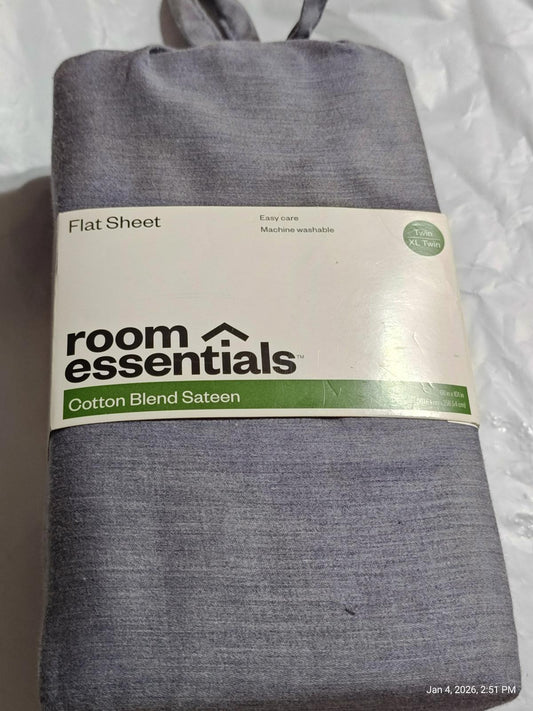 Flat Sheet
Easy care
Machine washable
Twin
XL Twin
room
essentials™
Cotton Blend Sateen
Jan 4, 2026, 2:51 PM